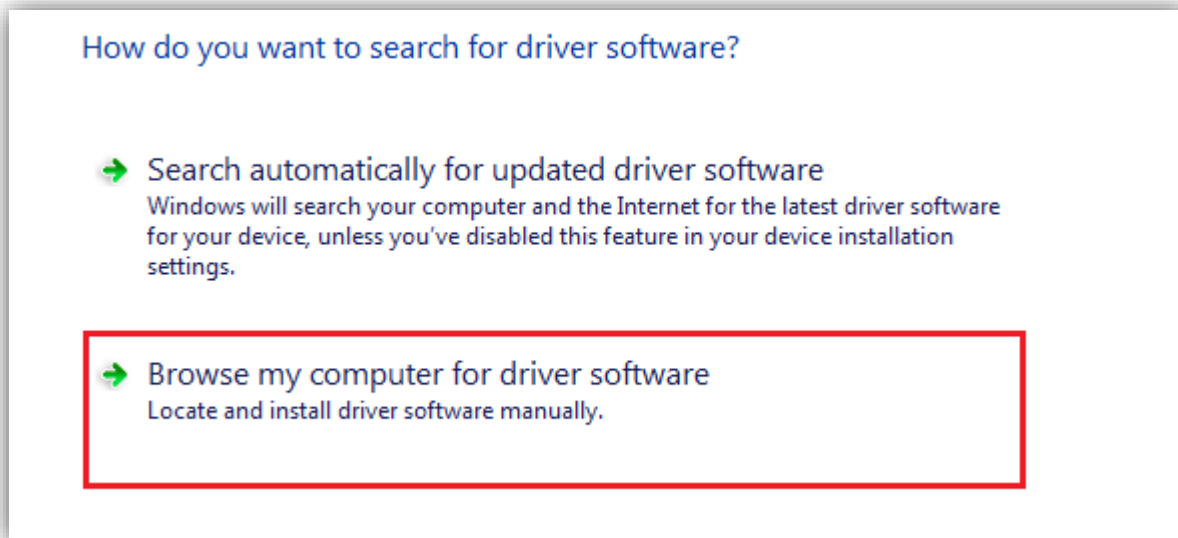 How do you want to search for driver software?
Search automatically for updated driver software
Windows will search your computer and the Internet for the latest driver software
for your device, unless you've disabled this feature in your device installation
settings.
Browse my computer for driver software
Locate and install driver software manually.